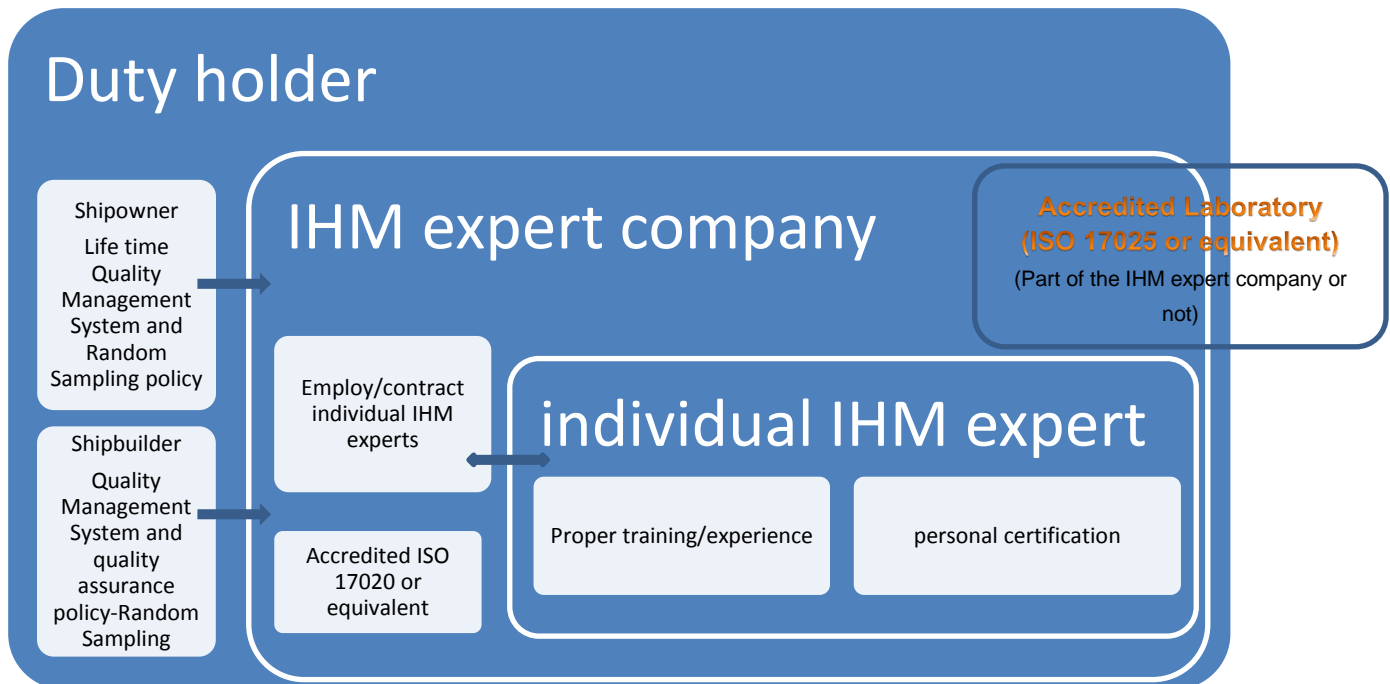 Duty holder
Shipowner
Life time
Quality
Management
System and
Random
Sampling policy
Shipbuilder
Quality
Management
System and
quality
assurance
policy-Random
Sampling
IHM expert company
Employ/contract
individual IHM
experts
Accredited ISO
17020 or
equivalent
individual IHM expert
Proper training/experience
personal certification
Accredited Laboratory
(ISO 17025 or equivalent)
(Part of the IHM expert company or
not)